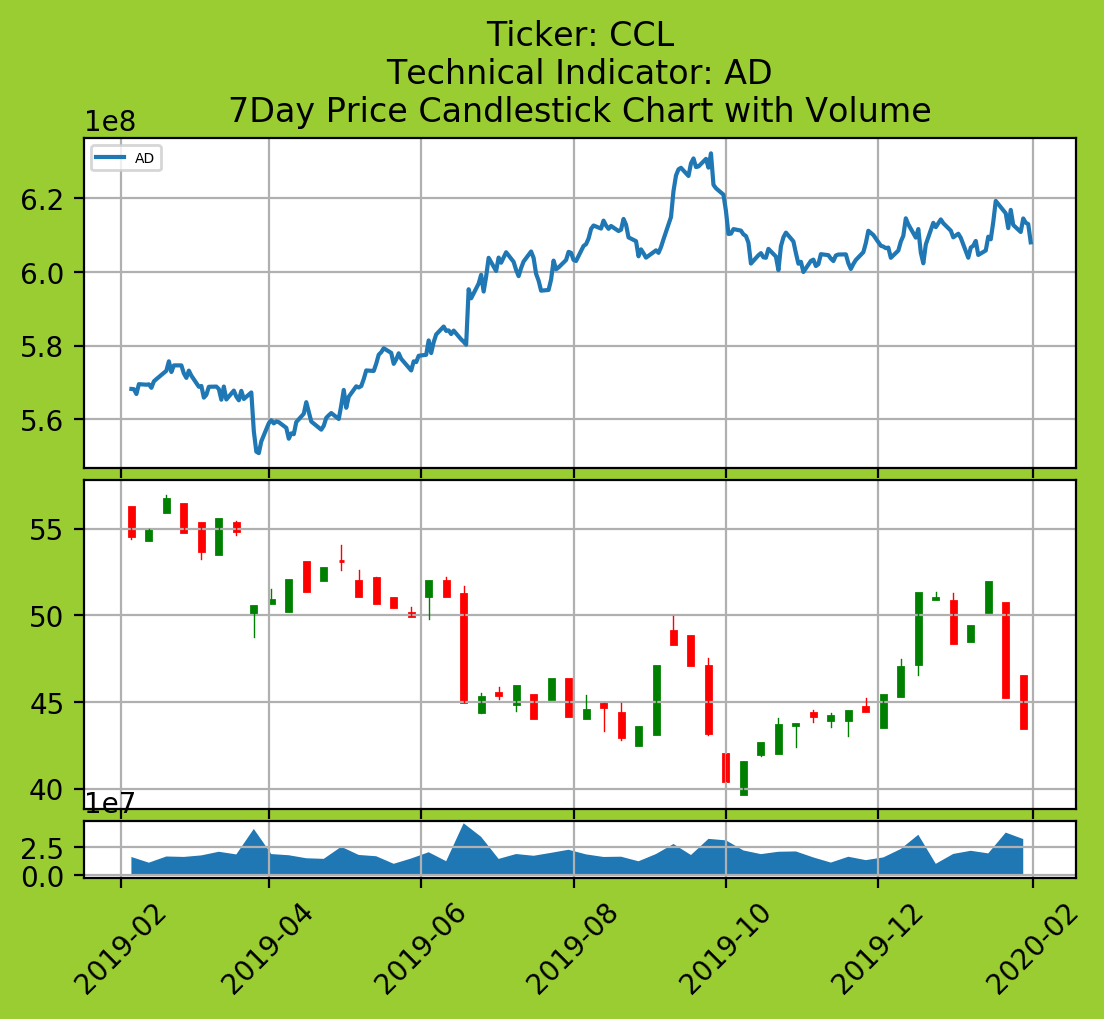 Ticker: CCL
Technical Indicator: AD
7Day Price Candlestick Chart with Volume
1e8
AD
6.2
6.0
5.8
5.6
55
50
45
40
1e7
2.5
0.0
2019-02
2019-04
2019-06
2019-08
2019-10
2019-12
2020-02